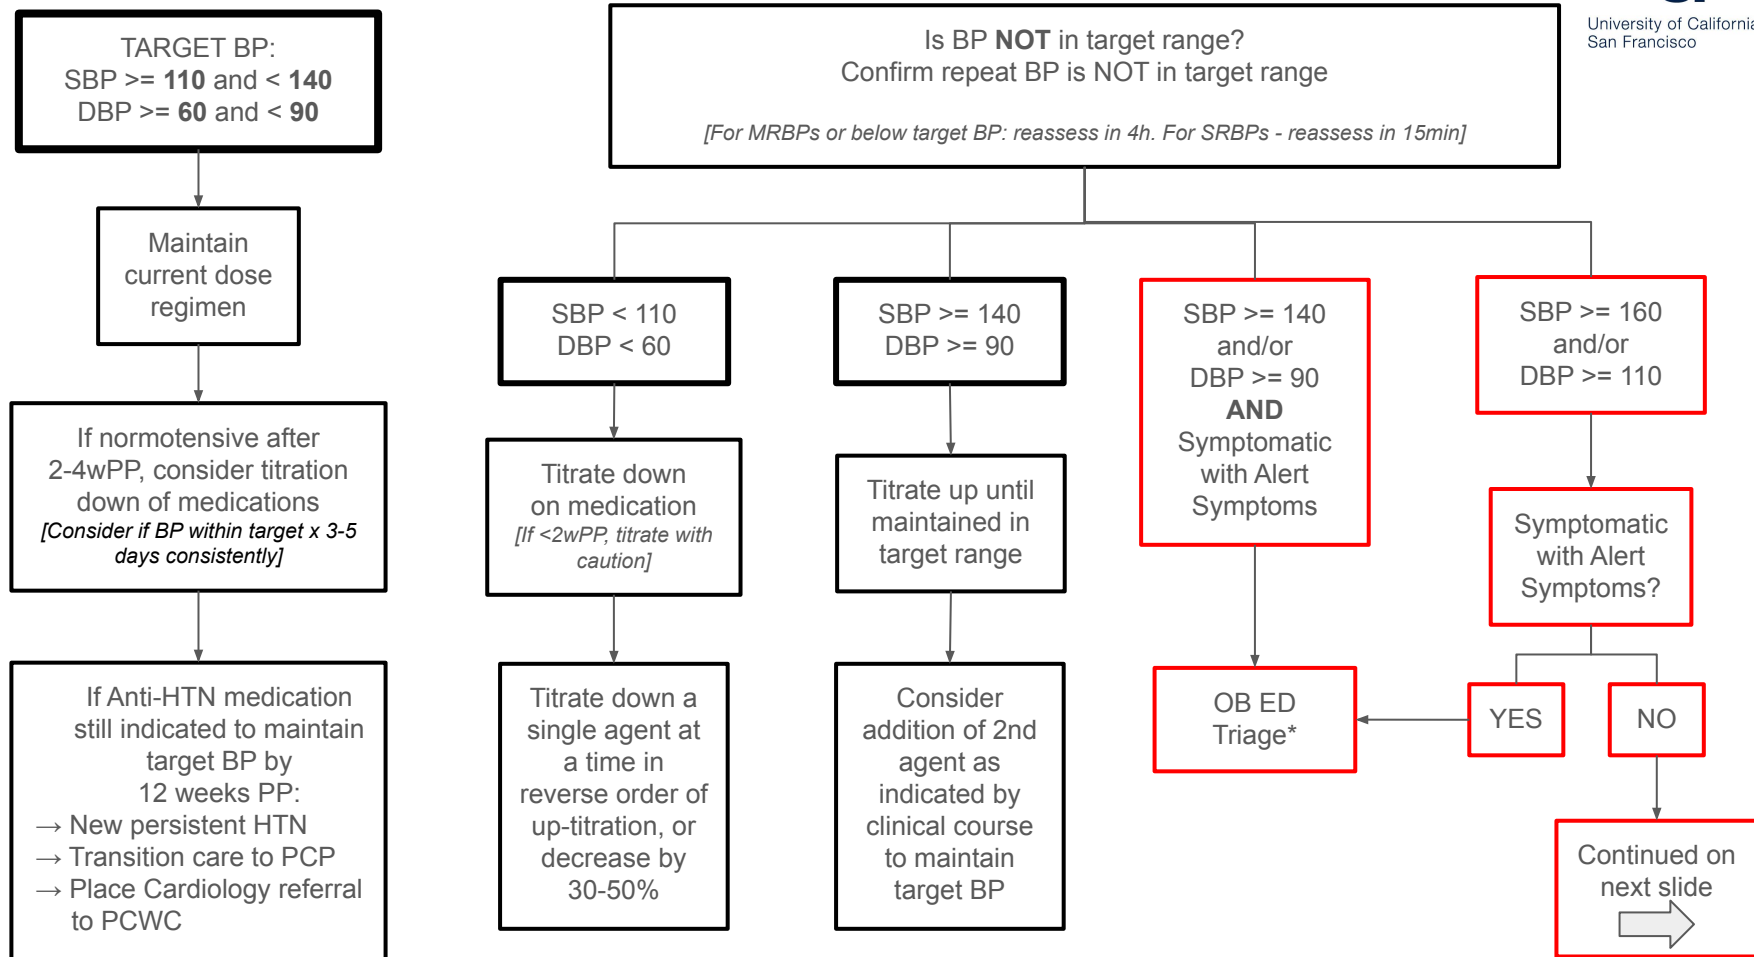 University of California
San Francisco
TARGET BP:
SBP >= 110 and < 140
DBP >= 60 and < 90
Maintain
current dose
regimen
If normotensive after
2-4wPP, consider titration
down of medications
[Consider if BP within target x 3-5
days consistently]
If Anti-HTN medication
still indicated to maintain
target BP by
12 weeks PP:
→ New persistent HTN
→ Transition care to PCP
→ Place Cardiology referral
to PCWC
Is BP NOT in target range?
Confirm repeat BP is NOT in target range
[For MRBPs or below target BP: reassess in 4h. For SRBPs - reassess in 15min]
SBP < 110
DBP < 60
Titrate down
on medication
[If <2wPP, titrate with
caution]
Titrate down a
single agent at
a time in
reverse order of
up-titration, or
decrease by
30-50%
SBP >= 140
DBP >= 90
Titrate up until
maintained in
target range
Consider
addition of 2nd
agent as
indicated by
clinical course
to maintain
target BP
SBP >= 140
and/or
DBP >= 90
AND
Symptomatic
with Alert
Symptoms
OB ED
Triage*
SBP >= 160
and/or
DBP >= 110
Symptomatic
with Alert
Symptoms?
YES
NO
Continued on
next slide